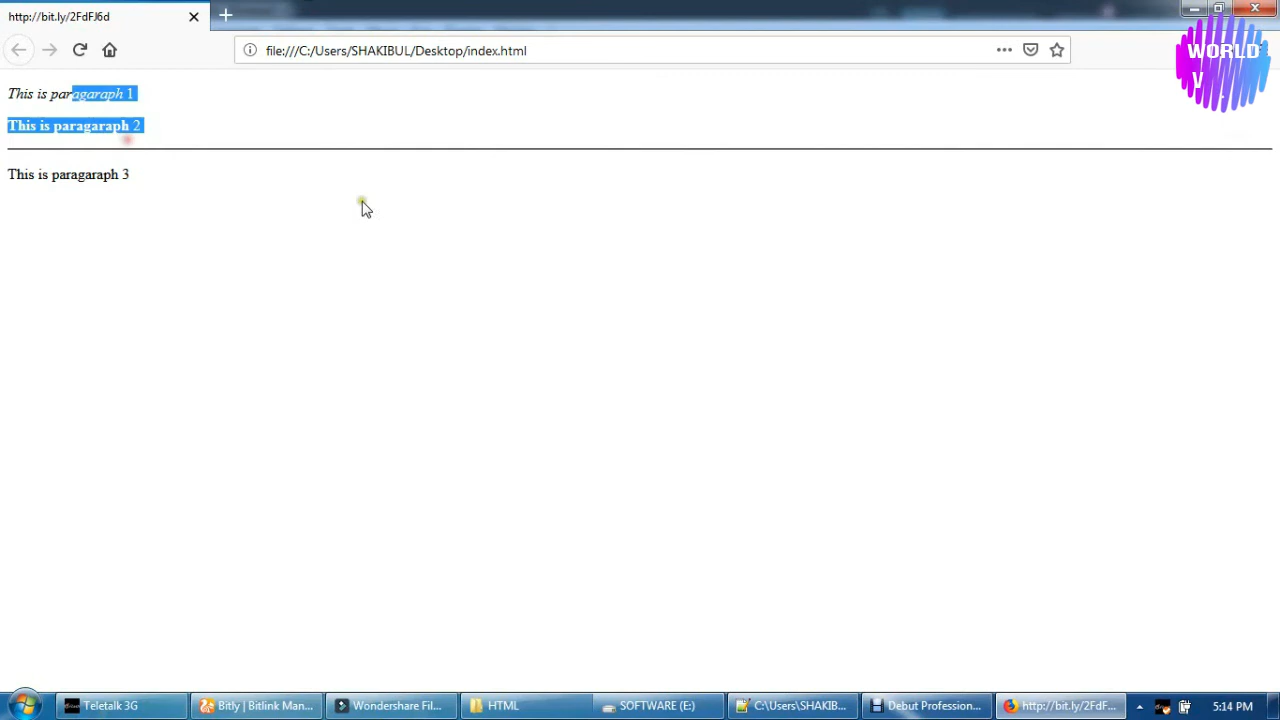 http://bit.ly/2FdFJ6d
file:///C:/Users/SHAKIBUL/Desktop/index.html
WORLD
This is paragaraph 1
This is paragaraph 2
This is paragaraph 3
Teletalk 3G
Bitly | Bitlink Man...
Wondershare Fil...
HTML
SOFTWARE (E:)
C:\Users\SHAKIB...
Debut Profession...
http://bit.ly/2FdF...
5:14 PM